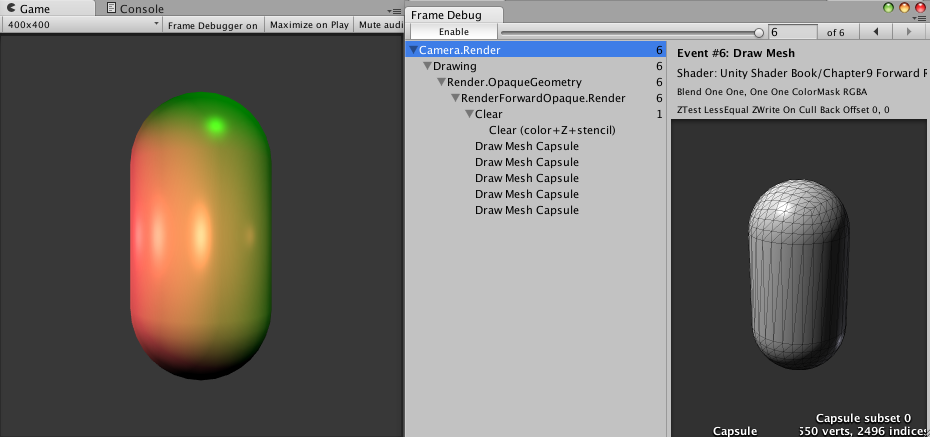 Game
Console
400x400
Frame Debugger on
Maximize on Play
Mute audi
Frame Debug
Enable
6
of 6
Camera.Render 6
Drawing 6
Render.OpaqueGeometry 6
RenderForwardOpaque.Render 6
Clear 1
Clear (color+Z+stencil)
Draw Mesh Capsule
Draw Mesh Capsule
Draw Mesh Capsule
Draw Mesh Capsule
Draw Mesh Capsule
Event #6: Draw Mesh
Shader: Unity Shader Book/Chapter9 Forward R
Blend One One, One One ColorMask RGBA
ZTest LessEqual ZWrite On Cull Back Offset 0, 0
Capsule
Capsule subset 0
550 verts, 2496 indices